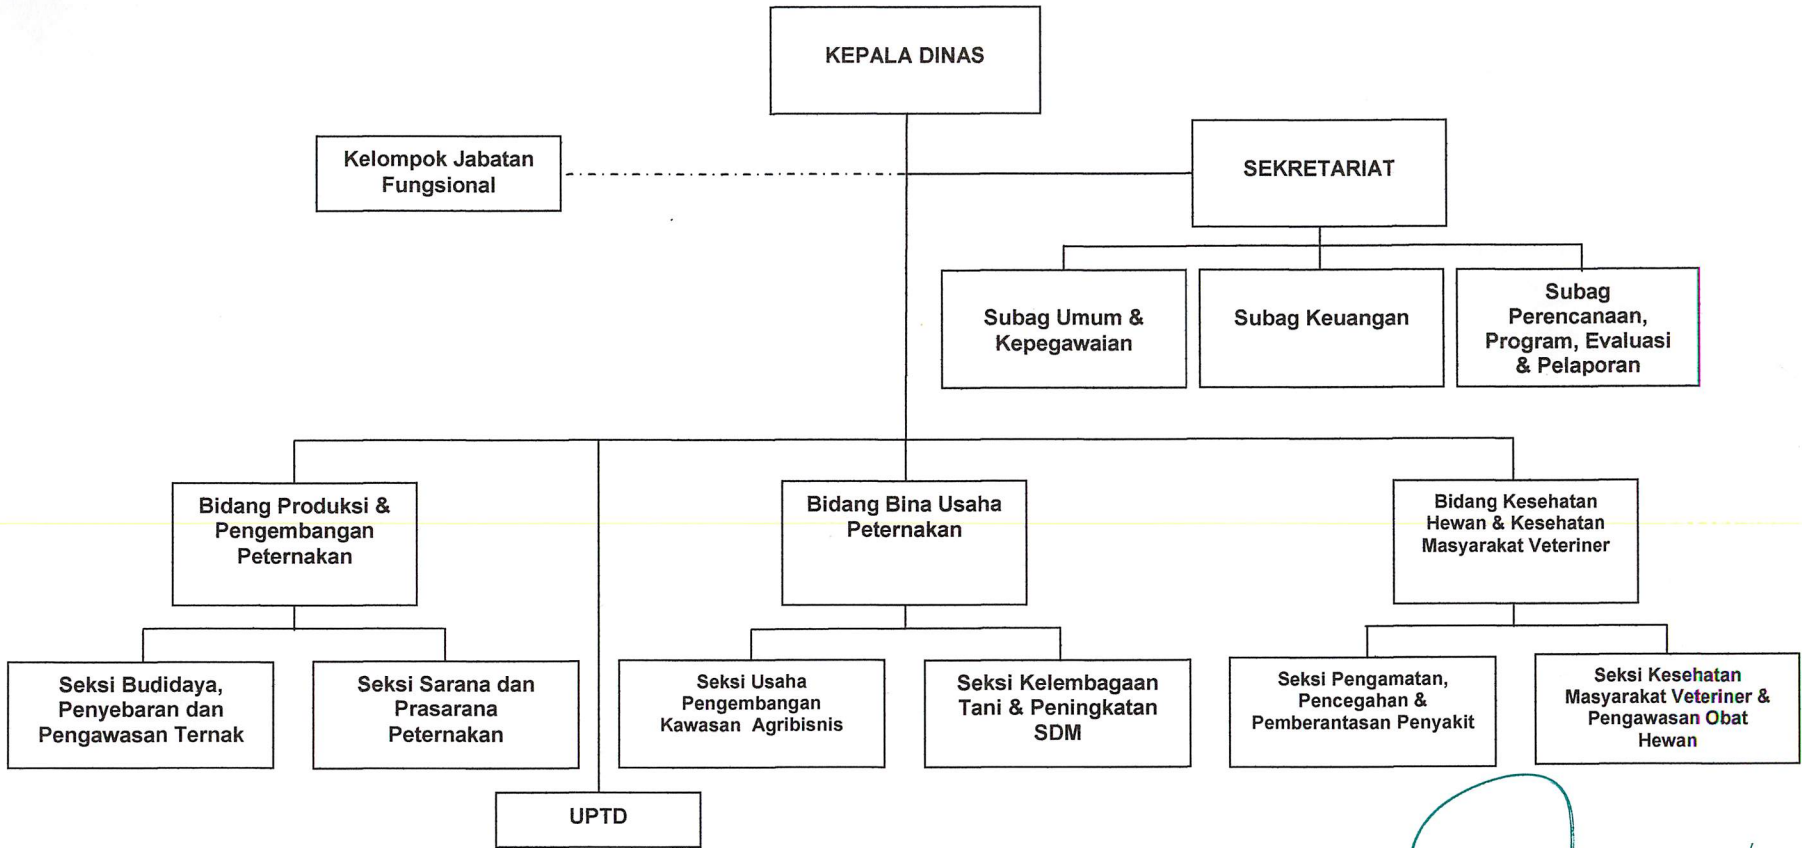 KEPALA DINAS
Kelompok Jabatan
Fungsional
SEKRETARIAT
Subag Umum &
Kepegawaian
Subag Keuangan
Subag
Perencanaan,
Program, Evaluasi
& Pelaporan
Bidang Produksi &
Pengembangan
Peternakan
Bidang Bina Usaha
Peternakan
Bidang Kesehatan
Hewan & Kesehatan
Masyarakat Veteriner
Seksi Budidaya,
Penyebaran dan
Pengawasan Ternak
Seksi Sarana dan
Prasarana
Peternakan
Seksi Usaha
Pengembangan
Kawasan Agribisnis
Seksi Kelembagaan
Tani & Peningkatan
SDM
Seksi Pengamatan,
Pencegahan &
Pemberantasan Penyakit
Seksi Kesehatan
Masyarakat Veteriner &
Pengawasan Obat
Hewan
UPTD